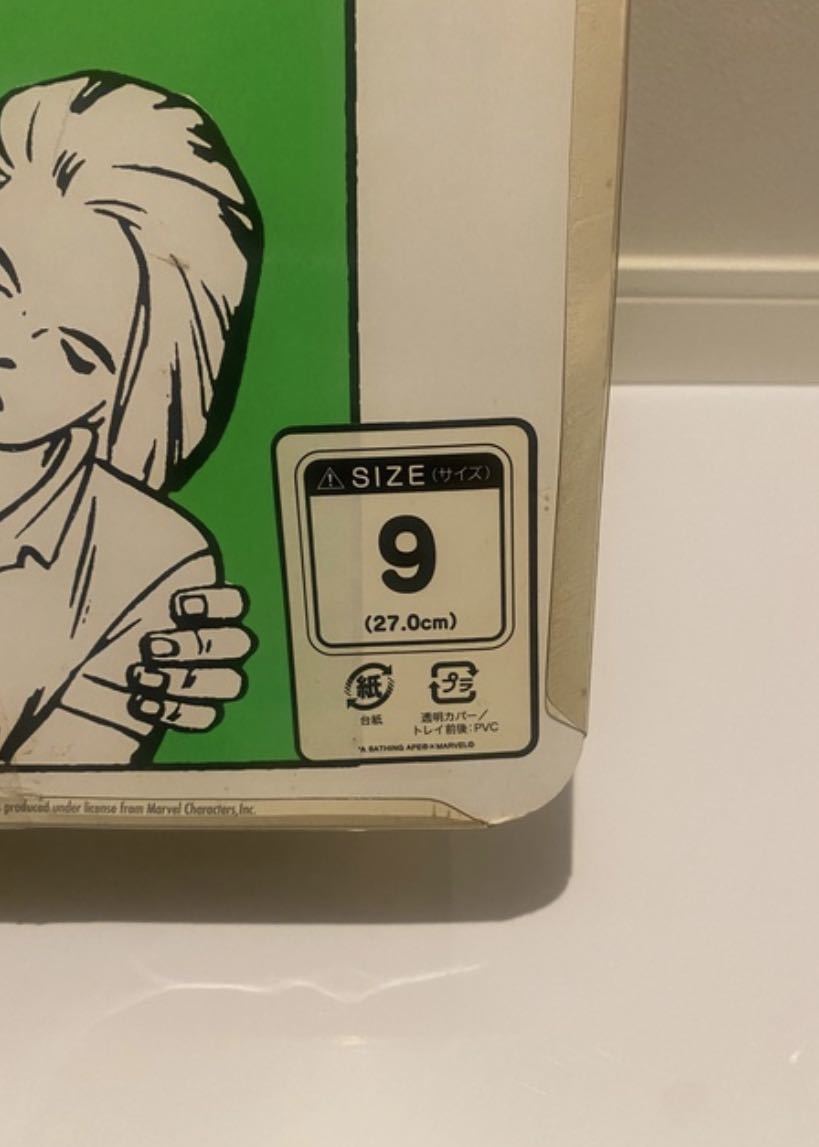 ⚠ SIZE (サイズ)
9
(27.0cm)
紙
プラ
台紙
透明カバー/
トレイ前後:PVC
"A BATHING APE®×MARVEL®
produced under license from Marvel Characters, Inc.